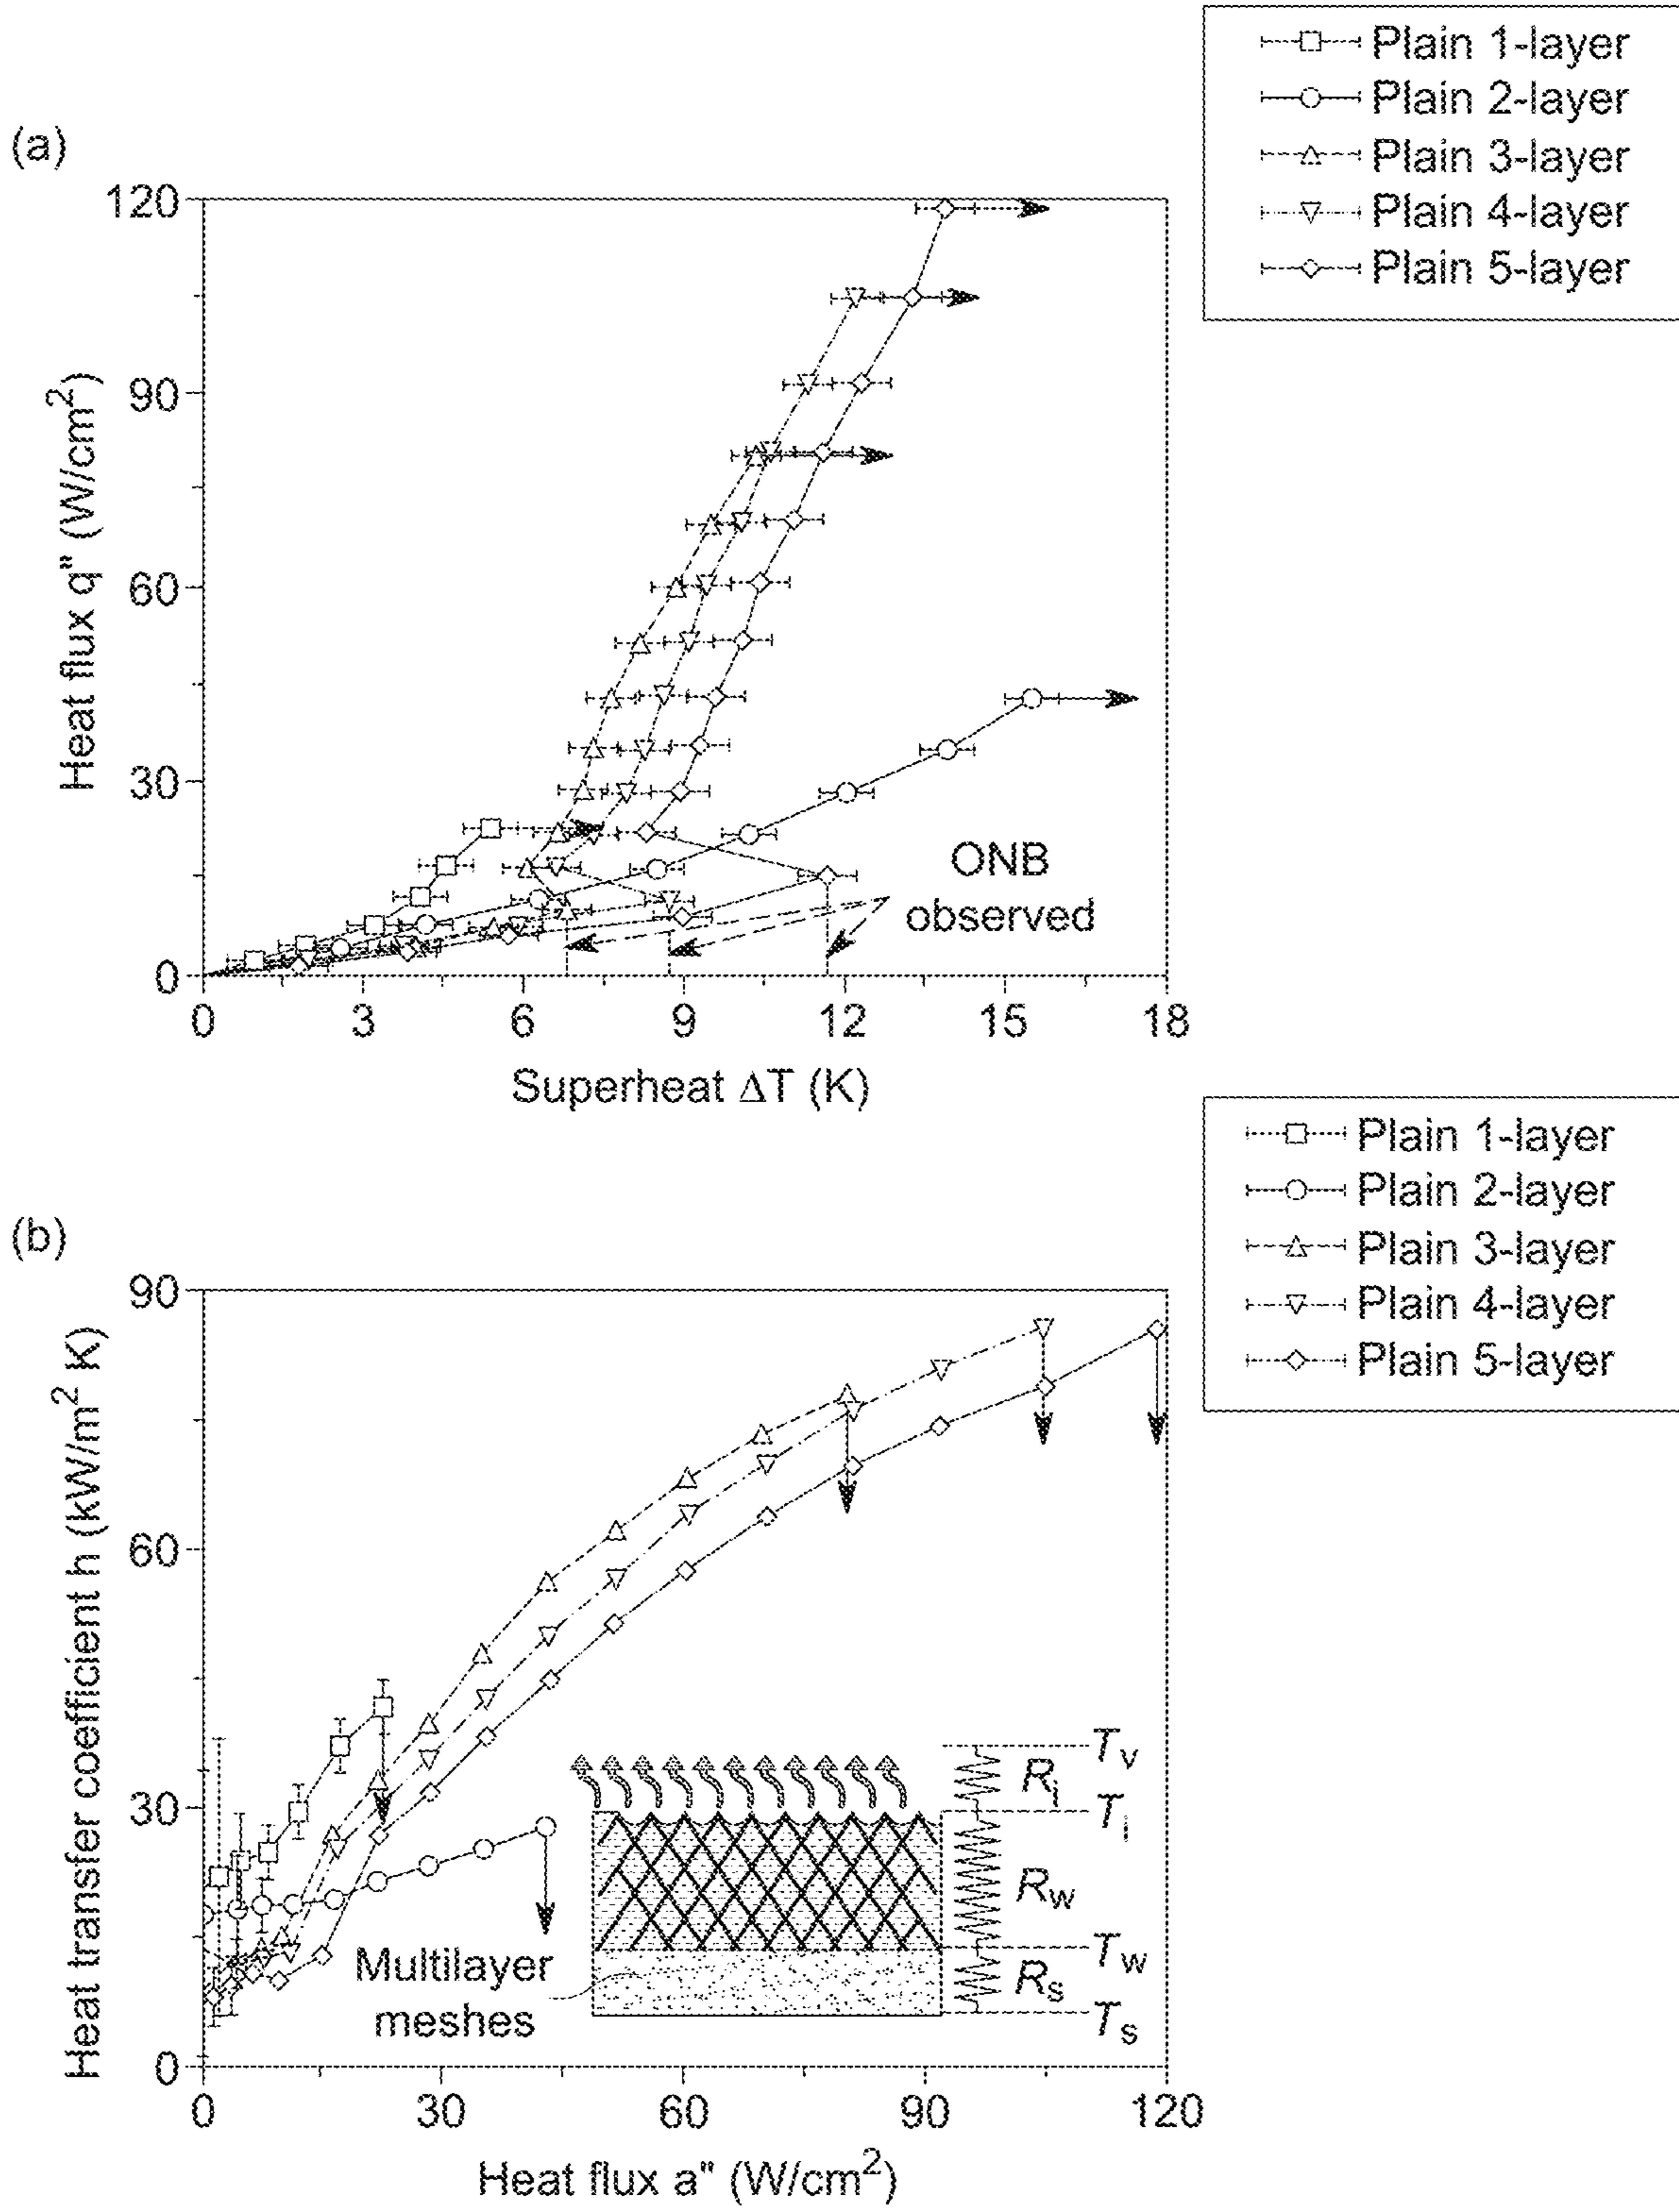 Plain 1-layer
Plain 2-layer
Plain 3-layer
Plain 4-layer
Plain 5-layer
(a)
120
90
60
30
0
Heat flux q" (W/cm²)
ONB
observed
0 3 6 9 12 15 18
Superheat ΔT (K)
Plain 1-layer
Plain 2-layer
Plain 3-layer
Plain 4-layer
Plain 5-layer
(b)
90
60
30
0
Heat transfer coefficient h (kW/m² K)
Tv
Ri
Ti
Rw
Tw
Rs
Ts
Multilayer
meshes
0 30 60 90 120
Heat flux a" (W/cm²)